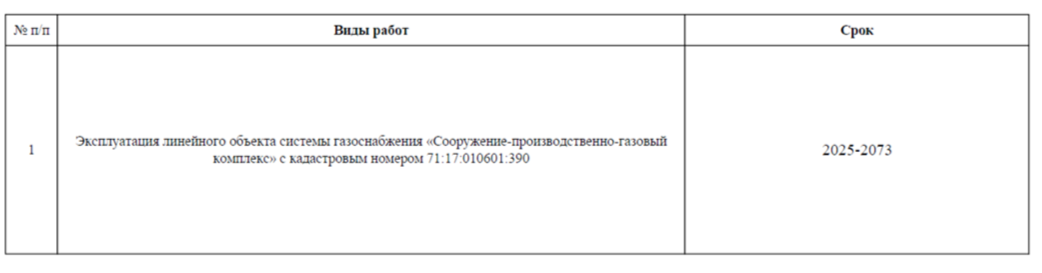 № п/п Виды работ Срок
Эксплуатация линейного объекта системы газоснабжения «Сооружение-производственно-газовый
1 комплекс» с кадастровым номером 71:17:010601:390 2025-2073